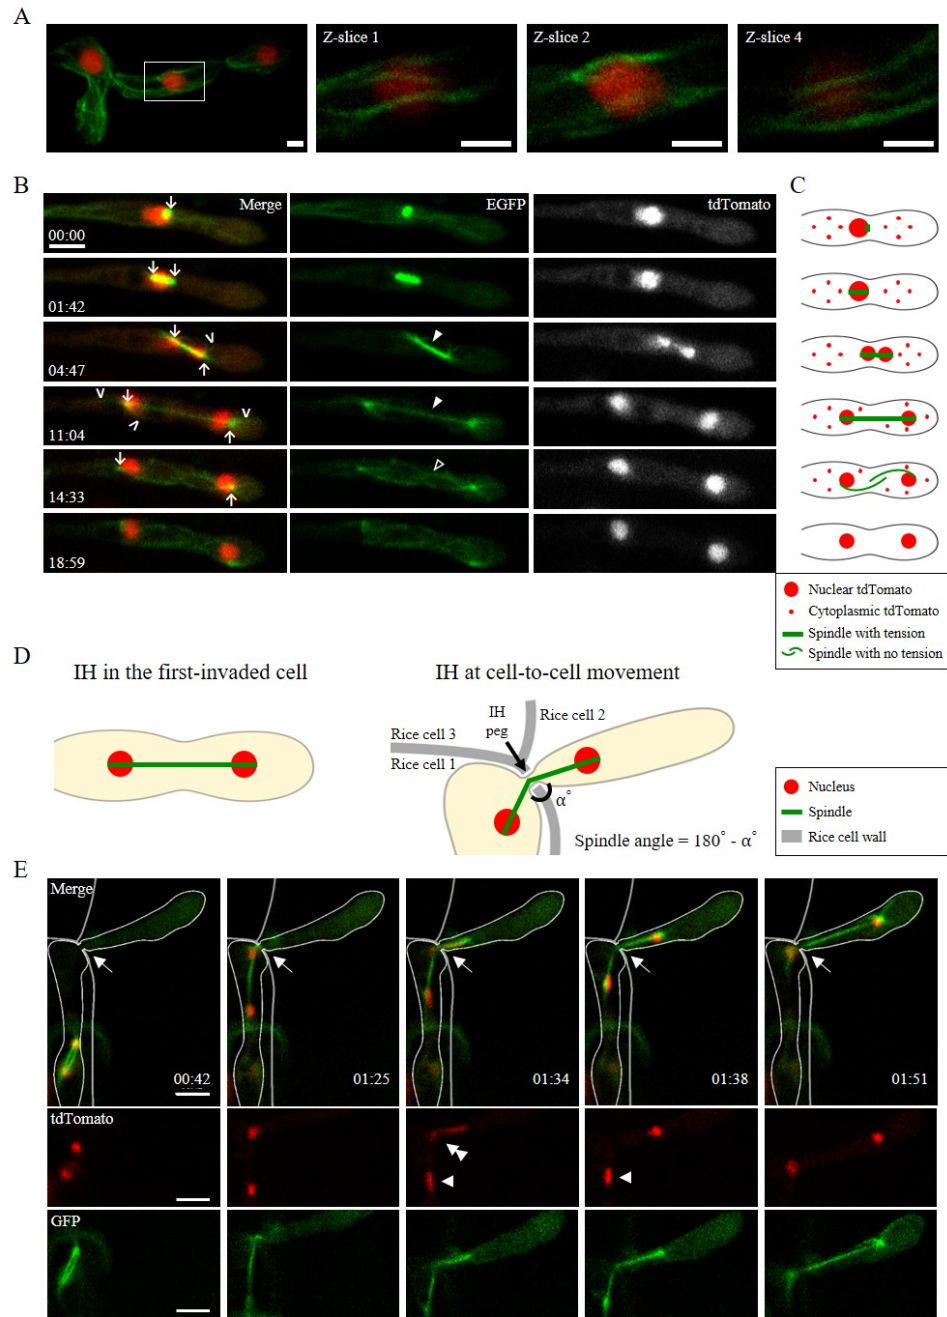 A
Z-slice 1
Z-slice 2
Z-slice 4
B
C
Merge
EGFP
tdTomato
00:00
01:42
04:47
11:04
14:33
18:59
Nuclear tdTomato
Cytoplasmic tdTomato
Spindle with tension
Spindle with no tension
D
IH in the first-invaded cell
IH at cell-to-cell movement
IH
peg
Rice cell 2
Rice cell 3
Rice cell 1
α°
Spindle angle = 180° - α°
Nucleus
Spindle
Rice cell wall
E
Merge
00:42
01:25
01:34
01:38
01:51
tdTomato
GFP